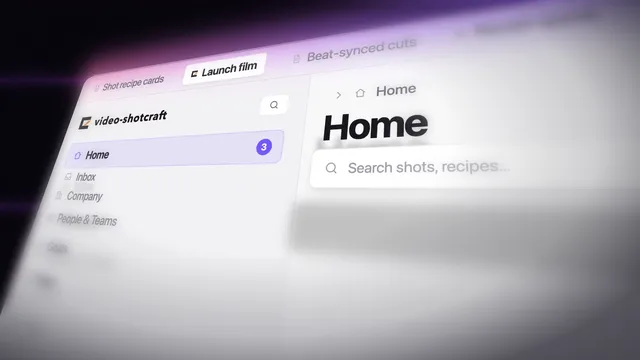 Shot recipe cards
Launch film
Beat-synced cuts
video-shotcraft
Home
3
Inbox
Company
People & Teams
Home
Home
Search shots, recipes...